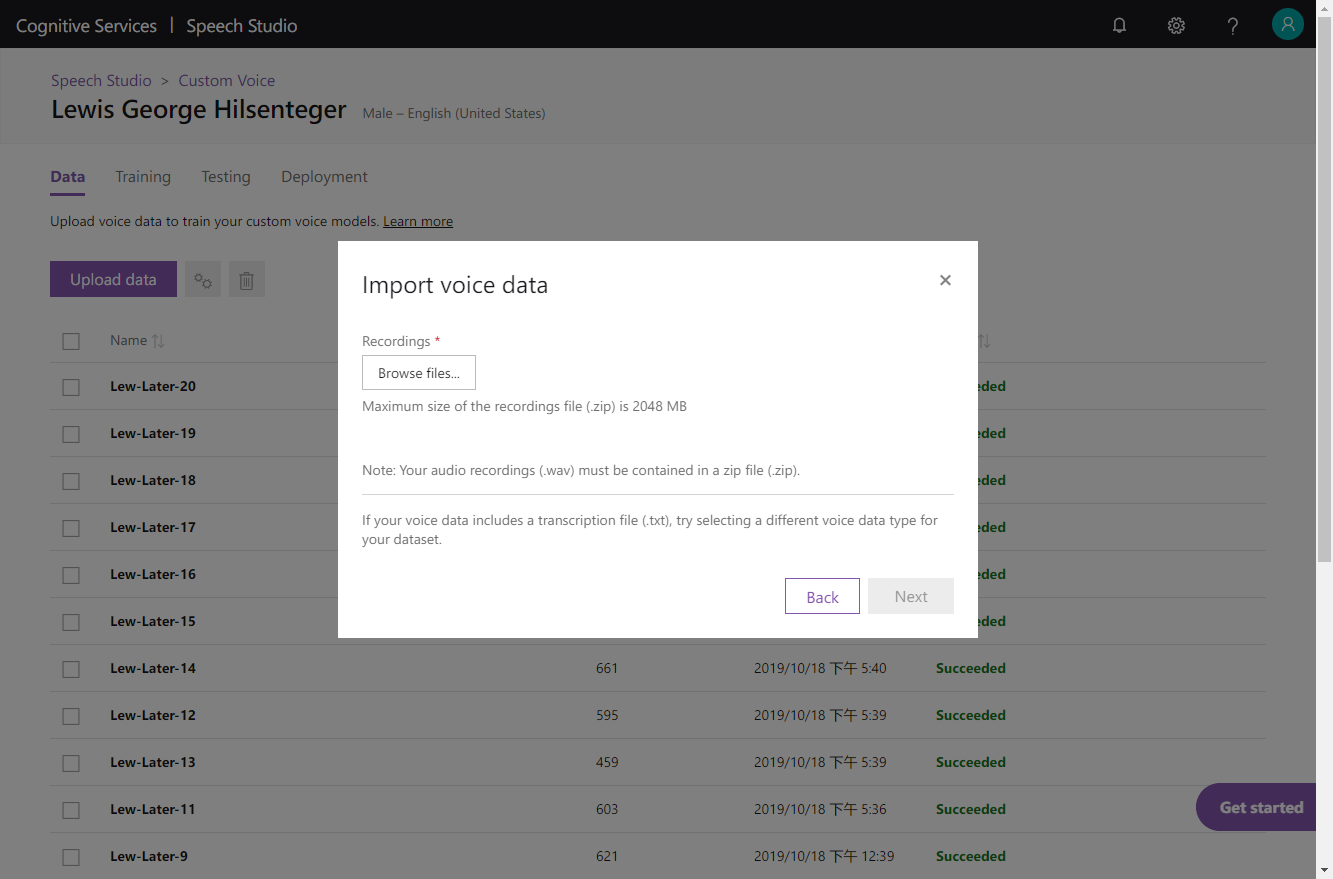 Cognitive Services | Speech Studio
Speech Studio > Custom Voice
Lewis George Hilsenteger Male – English (United States)
Data Training Testing Deployment
Upload voice data to train your custom voice models. Learn more
Upload data
Import voice data
Recordings *
Browse files...
Maximum size of the recordings file (.zip) is 2048 MB
Note: Your audio recordings (.wav) must be contained in a zip file (.zip).
If your voice data includes a transcription file (.txt), try selecting a different voice data type for
your dataset.
Back Next
Name
Lew-Later-20 eded
Lew-Later-19 eded
Lew-Later-18 eded
Lew-Later-17 eded
Lew-Later-16 eded
Lew-Later-15 eded
Lew-Later-14 661 2019/10/18 下午 5:40 Succeeded
Lew-Later-12 595 2019/10/18 下午 5:39 Succeeded
Lew-Later-13 459 2019/10/18 下午 5:39 Succeeded
Lew-Later-11 603 2019/10/18 下午 5:36 Succeeded
Get started
Lew-Later-9 621 2019/10/18 下午 12:39 Succeeded